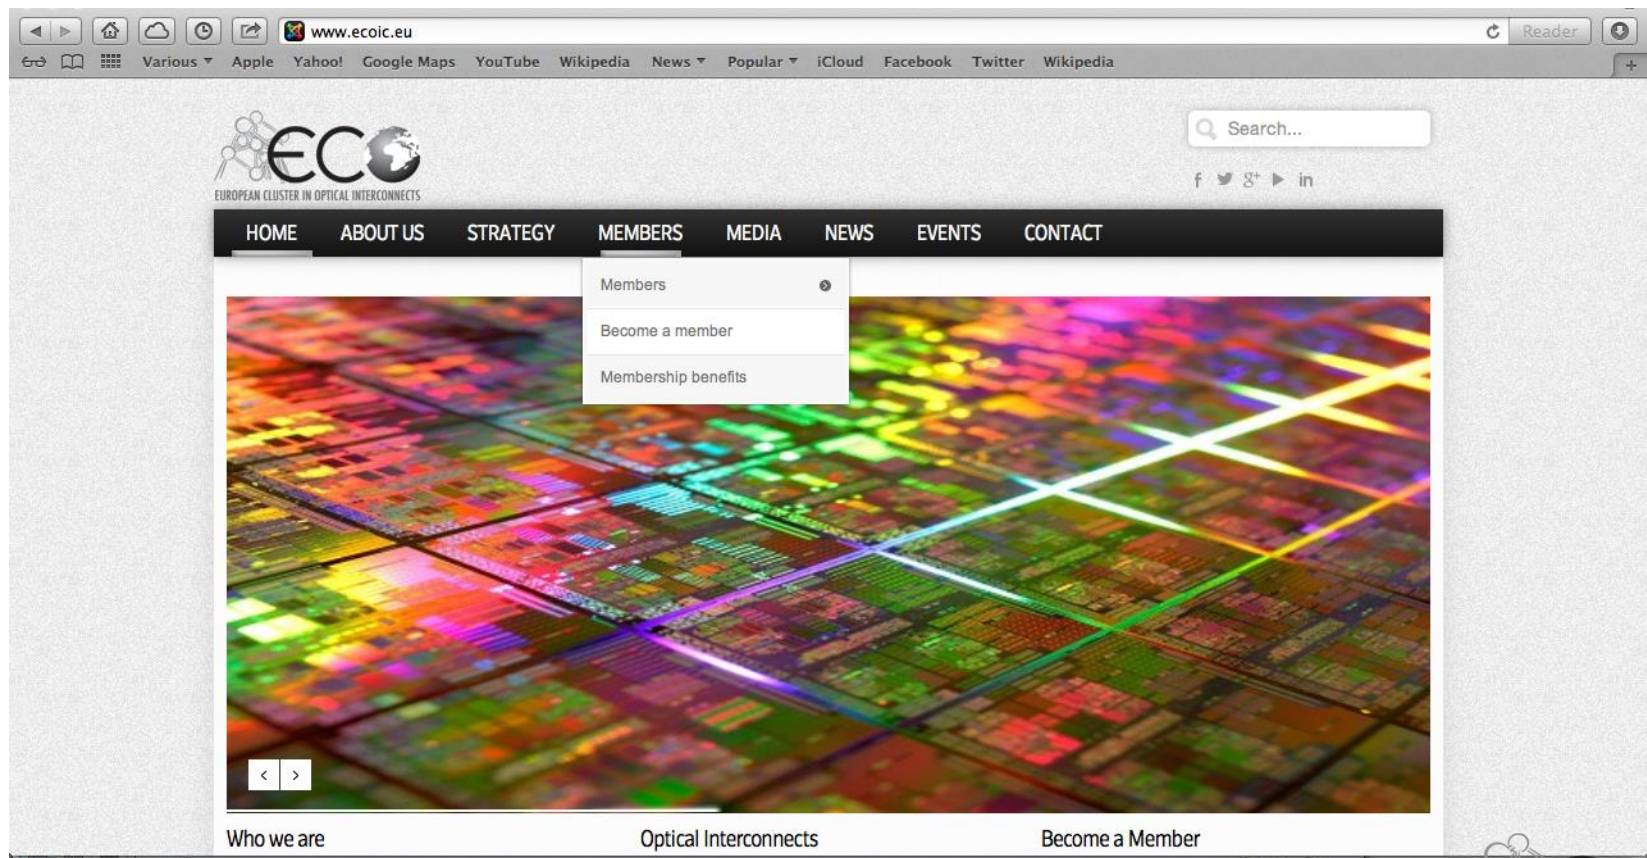 www.ecoic.eu
Reader
Various Apple Yahoo! Google Maps YouTube Wikipedia News Popular iCloud Facebook Twitter Wikipedia
ECO
EUROPEAN CLUSTER IN OPTICAL INTERCONNECTS
Search...
f g+ in
HOME ABOUT US STRATEGY MEMBERS MEDIA NEWS EVENTS CONTACT
Members
Become a member
Membership benefits
Who we are Optical Interconnects Become a Member